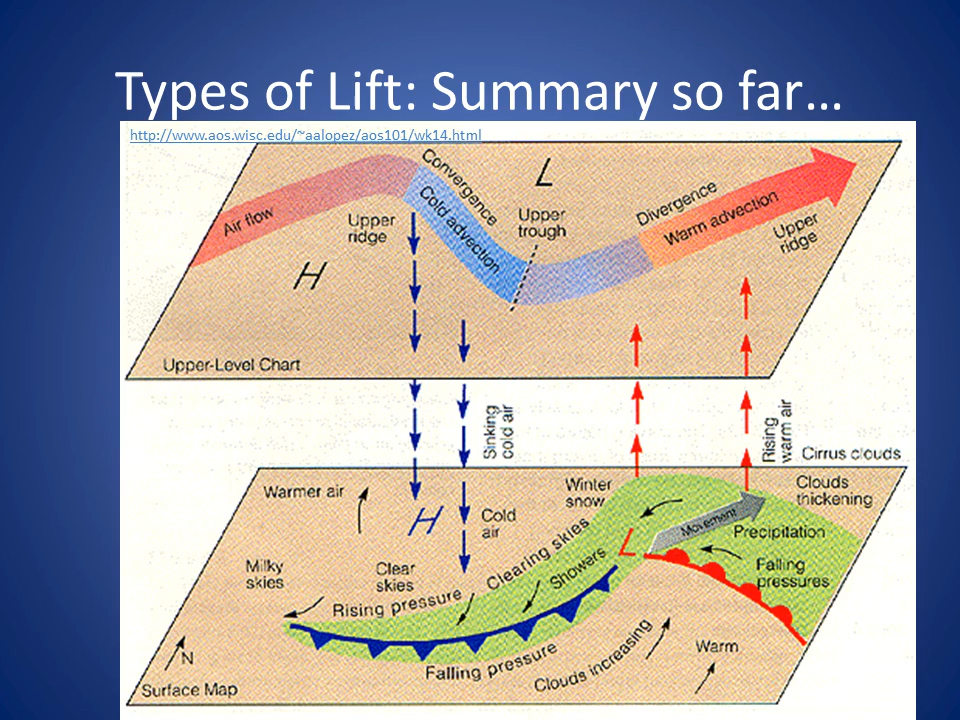 Types of Lift: Summary so far…
http://www.aos.wisc.edu/~aalopez/aos101/wk14.html
Convergence
L
Air flow
Upper
ridge
Cold advection
Upper
trough
Divergence
Warm advection
Upper
ridge
H
Upper-Level Chart
Sinking
cold air
Rising
warm air
Cirrus clouds
Warmer air
H
Cold
air
Winter
snow
Clouds
thickening
Movement
Precipitation
Milky
skies
Clear
skies
Clearing skies
Showers
L
Falling
pressures
Rising pressure
Falling pressure
Clouds increasing
Warm
N
Surface Map